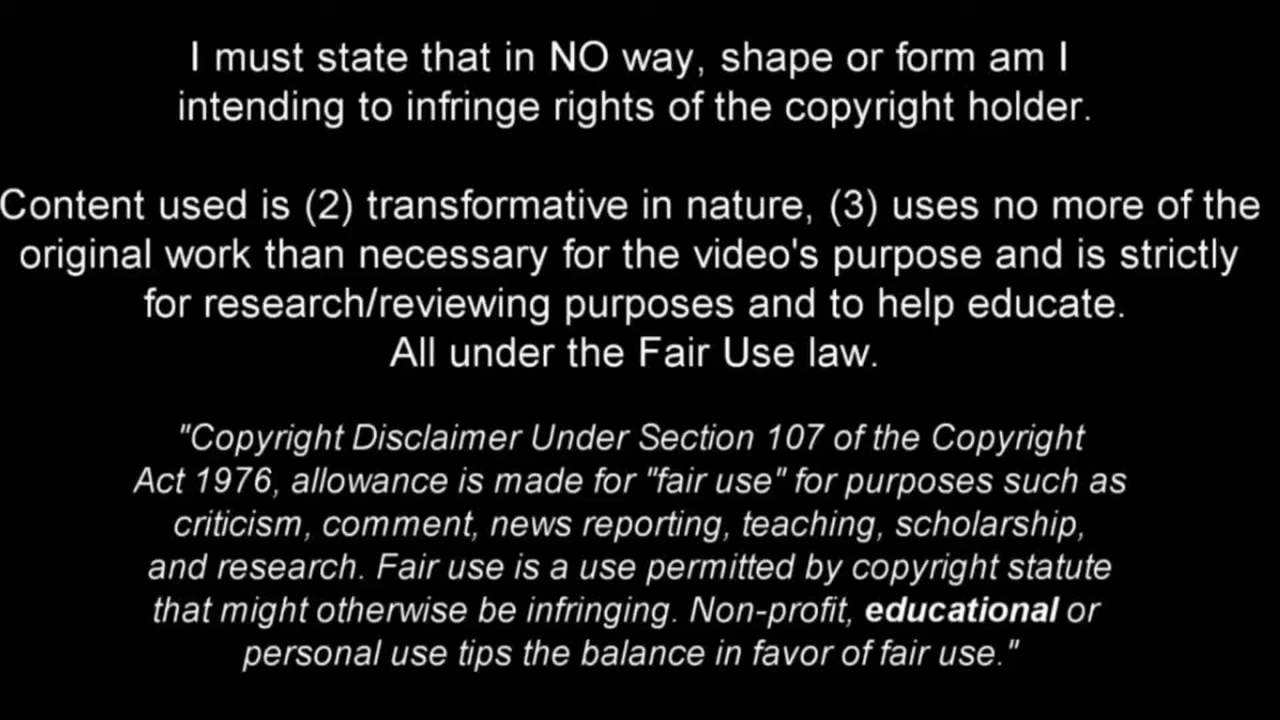 I must state that in NO way, shape or form am I
intending to infringe rights of the copyright holder.
Content used is (2) transformative in nature, (3) uses no more of the
original work than necessary for the video's purpose and is strictly
for research/reviewing purposes and to help educate.
All under the Fair Use law.
"Copyright Disclaimer Under Section 107 of the Copyright
Act 1976, allowance is made for "fair use" for purposes such as
criticism, comment, news reporting, teaching, scholarship,
and research. Fair use is a use permitted by copyright statute
that might otherwise be infringing. Non-profit, educational or
personal use tips the balance in favor of fair use."